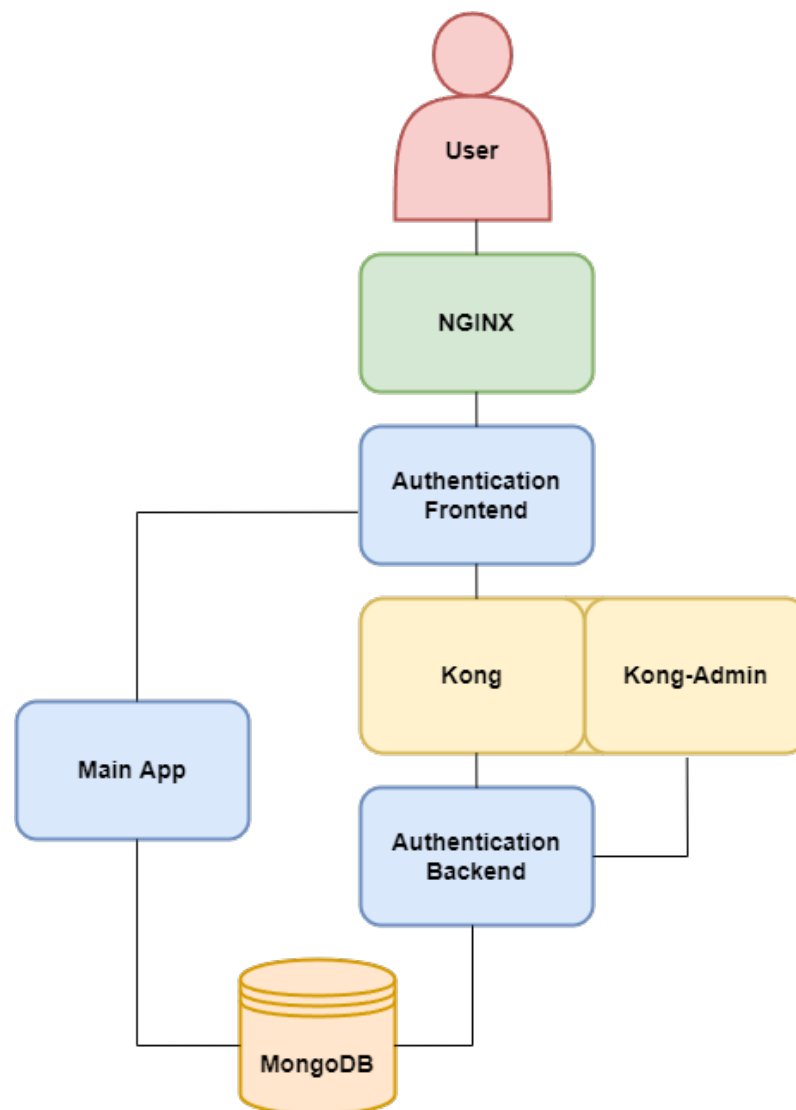 User
NGINX
Authentication
Frontend
Kong
Kong-Admin
Main App
Authentication
Backend
MongoDB